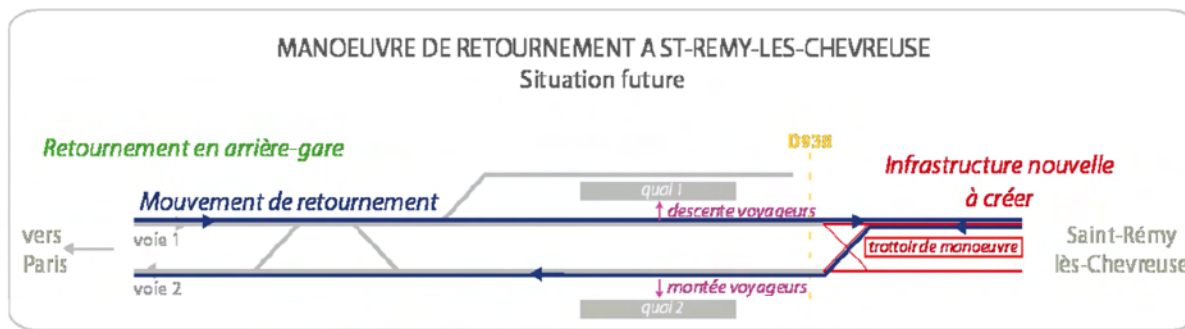 MANOEUVRE DE RETOURNEMENT A ST-REMY-LES-CHEVREUSE
Situation future
Retournement en arrière-gare
D938
Infrastructure nouvelle
à créer
Mouvement de retournement
quai 1
descente voyageurs
voie 1
vers
Paris
trottoir de manoeuvre
Saint-Rémy
lès-Chevreuse
voie 2
montée voyageurs
quai 2